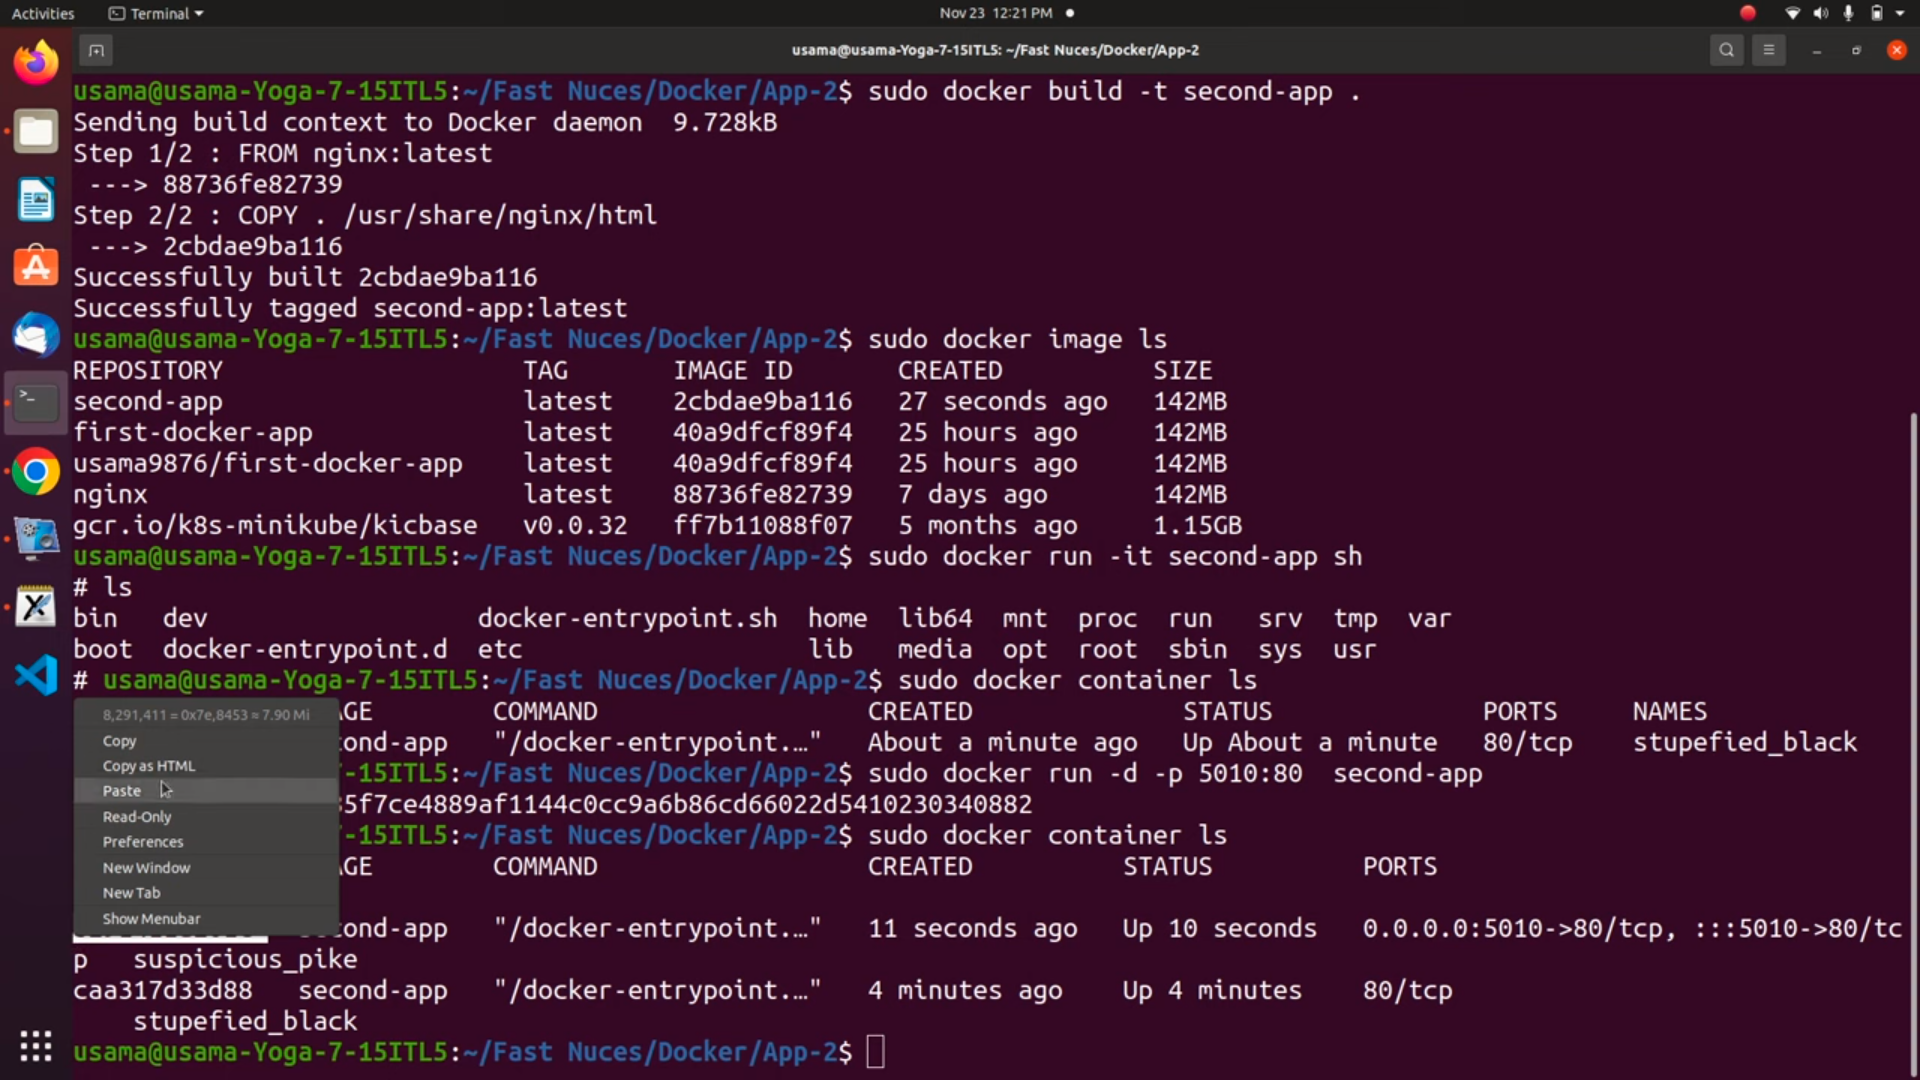 Activities Terminal Nov 23 12:21 PM
usama@usama-Yoga-7-15ITL5: ~/Fast Nuces/Docker/App-2
usama@usama-Yoga-7-15ITL5:~/Fast Nuces/Docker/App-2$ sudo docker build -t second-app .
Sending build context to Docker daemon  9.728kB
Step 1/2 : FROM nginx:latest
 ---> 88736fe82739
Step 2/2 : COPY . /usr/share/nginx/html
 ---> 2cbdae9ba116
Successfully built 2cbdae9ba116
Successfully tagged second-app:latest
usama@usama-Yoga-7-15ITL5:~/Fast Nuces/Docker/App-2$ sudo docker image ls
REPOSITORY TAG IMAGE ID CREATED SIZE
second-app latest 2cbdae9ba116 27 seconds ago 142MB
first-docker-app latest 40a9dfcf89f4 25 hours ago 142MB
usama9876/first-docker-app latest 40a9dfcf89f4 25 hours ago 142MB
nginx latest 88736fe82739 7 days ago 142MB
gcr.io/k8s-minikube/kicbase v0.0.32 ff7b11088f07 5 months ago 1.15GB
usama@usama-Yoga-7-15ITL5:~/Fast Nuces/Docker/App-2$ sudo docker run -it second-app sh
# ls
bin dev docker-entrypoint.sh home lib64 mnt proc run srv tmp var
boot docker-entrypoint.d etc lib media opt root sbin sys usr
# usama@usama-Yoga-7-15ITL5:~/Fast Nuces/Docker/App-2$ sudo docker container ls
AGE COMMAND CREATED STATUS PORTS NAMES
ond-app "/docker-entrypoint.…" About a minute ago Up About a minute 80/tcp stupefied_black
-7-15ITL5:~/Fast Nuces/Docker/App-2$ sudo docker run -d -p 5010:80  second-app
35f7ce4889af1144c0cc9a6b86cd66022d5410230340882
-7-15ITL5:~/Fast Nuces/Docker/App-2$ sudo docker container ls
AGE COMMAND CREATED STATUS PORTS
ond-app "/docker-entrypoint.…" 11 seconds ago Up 10 seconds 0.0.0.0:5010->80/tcp, :::5010->80/tc
p suspicious_pike
caa317d33d88 second-app "/docker-entrypoint.…" 4 minutes ago Up 4 minutes 80/tcp
stupefied_black
usama@usama-Yoga-7-15ITL5:~/Fast Nuces/Docker/App-2$
8,291,411 = 0x7e,8453 ≈ 7.90 Mi
Copy
Copy as HTML
Paste
Read-Only
Preferences
New Window
New Tab
Show Menubar